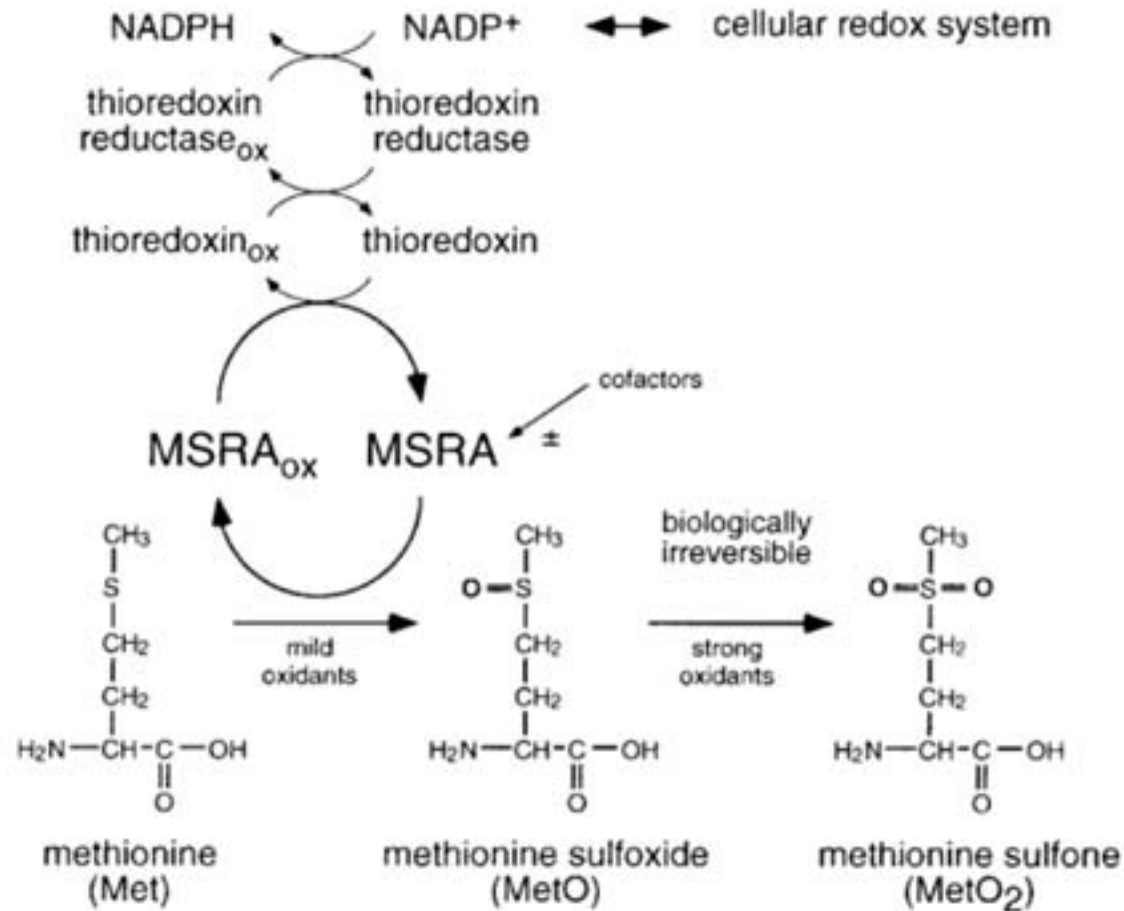 NADPH NADP+ cellular redox system
thioredoxin thioredoxin
reductaseox reductase
thioredoxinox thioredoxin
cofactors
MSRAox MSRA ±
biologically
irreversible
CH3 CH3 CH3
S O=S O=S=O
mild strong
oxidants oxidants
CH2 CH2 CH2
CH2 CH2 CH2
H2N—CH—C—OH H2N—CH—C—OH H2N—CH—C—OH
O O O
methionine methionine sulfoxide methionine sulfone
(Met) (MetO) (MetO2)